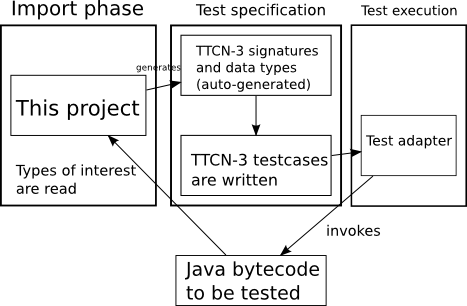 Import phase
Test specification
Test execution
generates
TTCN-3 signatures
and data types
(auto-generated)
This project
Test adapter
TTCN-3 testcases
are written
Types of interest
are read
invokes
Java bytecode
to be tested